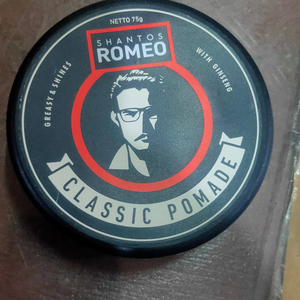 NETTO 75g
SHANTOS
ROMEO
GREASY & SHINES
WITH GINSENG
CLASSIC POMADE